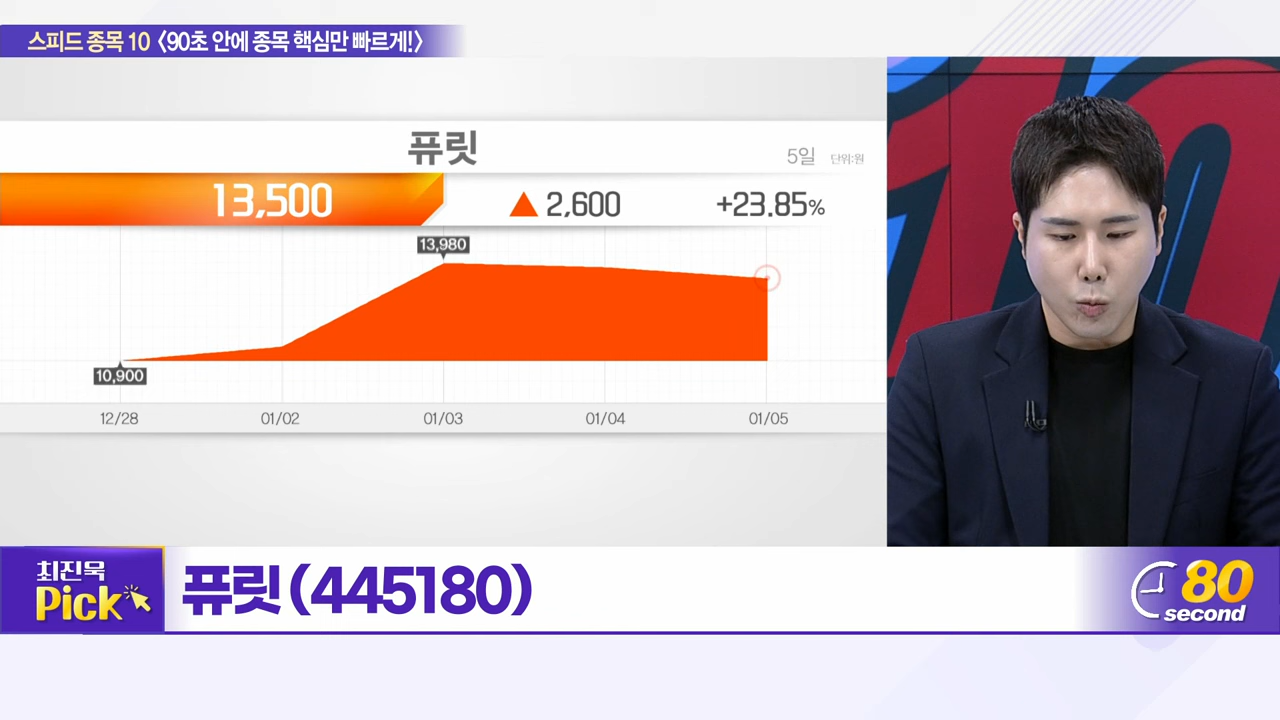 스피드 종목 10 〈90초 안에 종목 핵심만 빠르게!〉
퓨릿
5일 단위:원
13,500 ▲ 2,600 +23.85%
13,980
10,900
12/28 01/02 01/03 01/04 01/05
최진욱
Pick
퓨릿(445180)
80
second